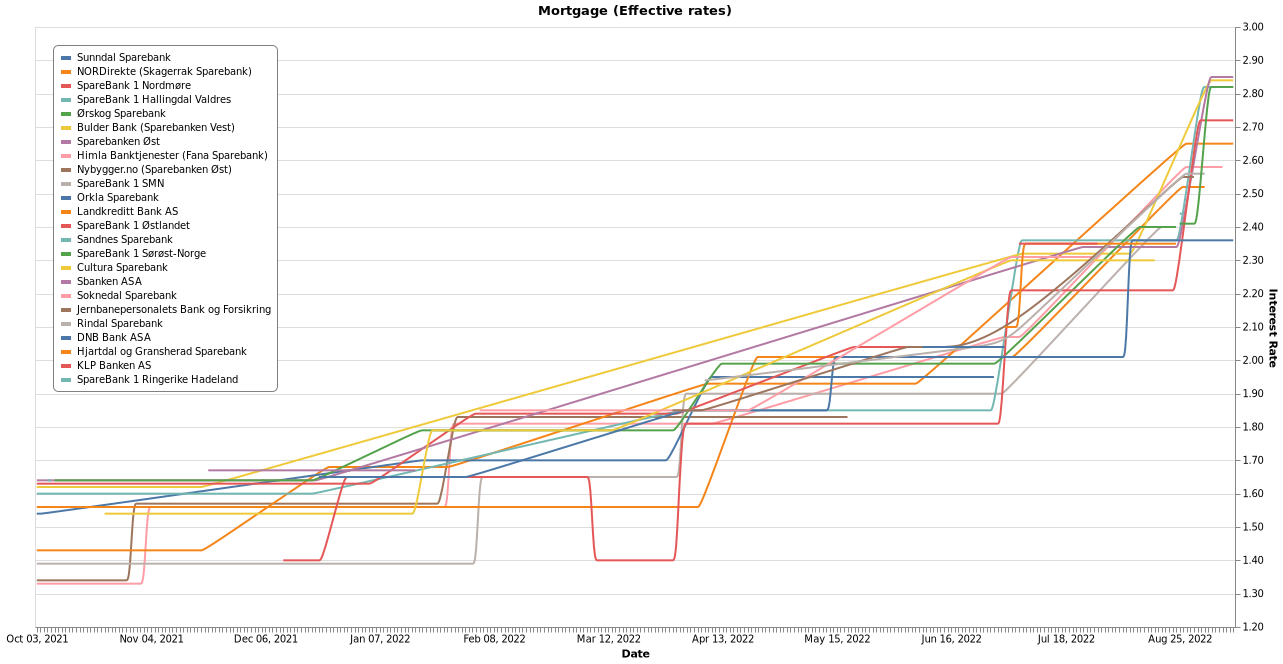 Mortgage (Effective rates)
Sunndal Sparebank
NORDirekte (Skagerrak Sparebank)
SpareBank 1 Nordmøre
SpareBank 1 Hallingdal Valdres
Ørskog Sparebank
Bulder Bank (Sparebanken Vest)
Sparebanken Øst
Himla Banktjenester (Fana Sparebank)
Nybygger.no (Sparebanken Øst)
SpareBank 1 SMN
Orkla Sparebank
Landkreditt Bank AS
SpareBank 1 Østlandet
Sandnes Sparebank
SpareBank 1 Sørøst-Norge
Cultura Sparebank
Sbanken ASA
Soknedal Sparebank
Jernbanepersonalets Bank og Forsikring
Rindal Sparebank
DNB Bank ASA
Hjartdal og Gransherad Sparebank
KLP Banken AS
SpareBank 1 Ringerike Hadeland
3.00
2.90
2.80
2.70
2.60
2.50
2.40
2.30
2.20
2.10
2.00
1.90
1.80
1.70
1.60
1.50
1.40
1.30
1.20
Interest Rate
Oct 03, 2021 Nov 04, 2021 Dec 06, 2021 Jan 07, 2022 Feb 08, 2022 Mar 12, 2022 Apr 13, 2022 May 15, 2022 Jun 16, 2022 Jul 18, 2022 Aug 25, 2022
Date